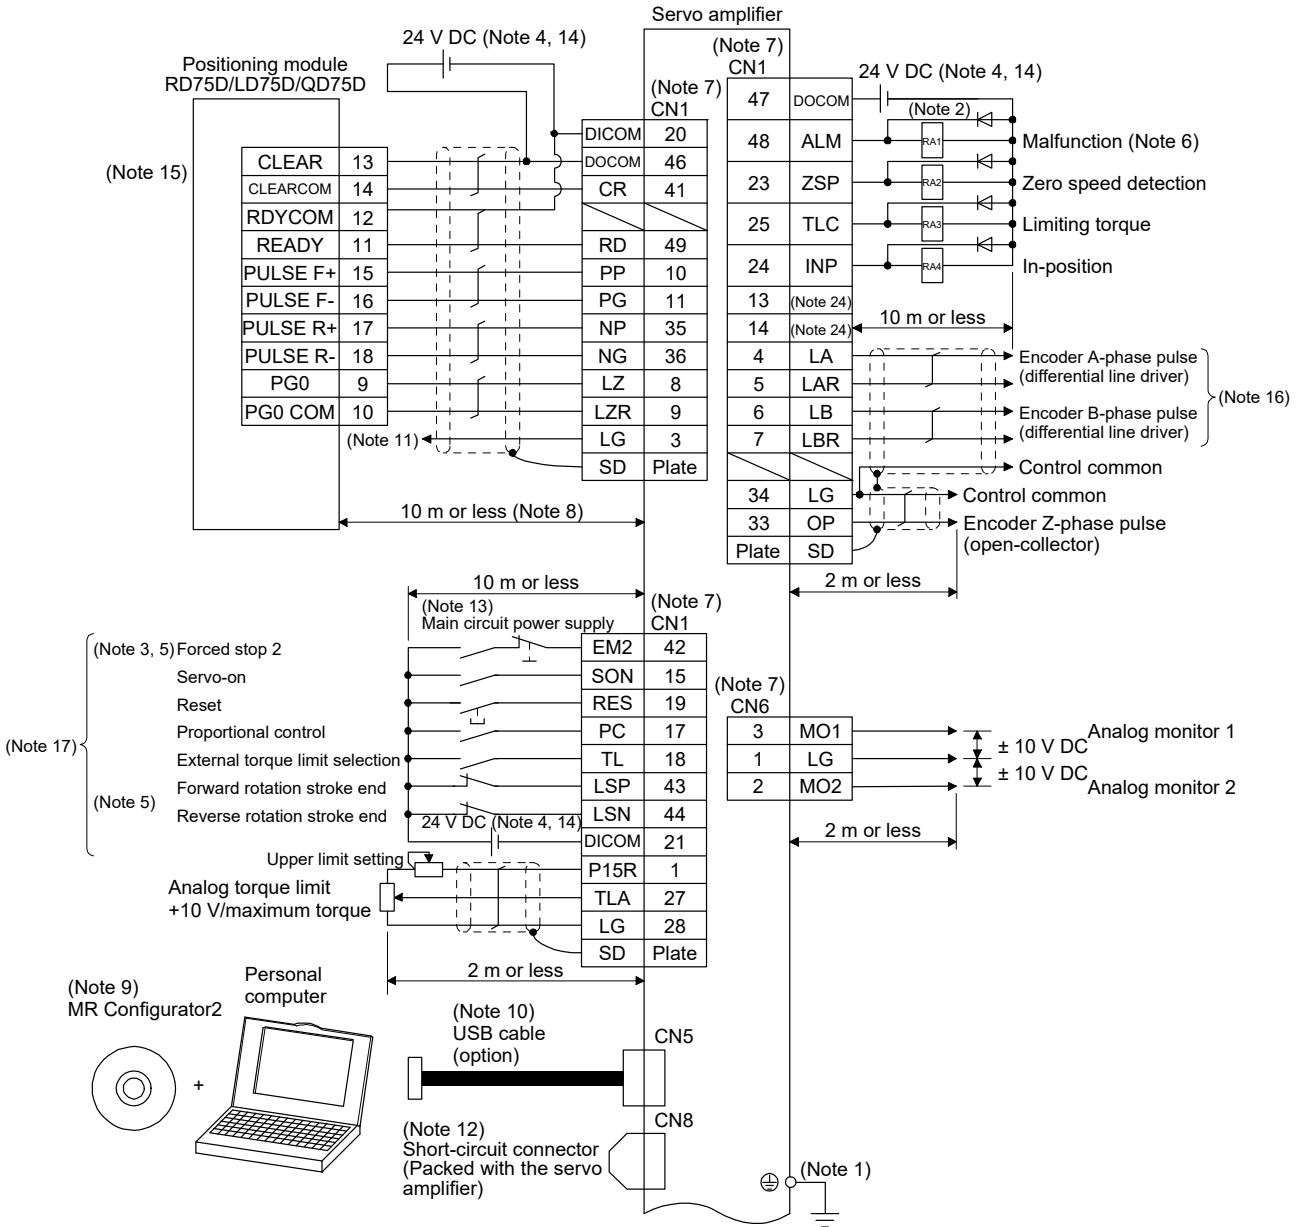 Servo amplifier
24 V DC (Note 4, 14)
Positioning module
RD75D/LD75D/QD75D
(Note 15)
CLEAR 13
CLEARCOM 14
RDYCOM 12
READY 11
PULSE F+ 15
PULSE F- 16
PULSE R+ 17
PULSE R- 18
PG0 9
PG0 COM 10
(Note 11)
(Note 7)
CN1
DICOM 20
DOCOM 46
CR 41
RD 49
PP 10
PG 11
NP 35
NG 36
LZ 8
LZR 9
LG 3
SD Plate
10 m or less (Note 8)
(Note 7)
CN1
24 V DC (Note 4, 14)
47 DOCOM
(Note 2)
48 ALM RA1 Malfunction (Note 6)
23 ZSP RA2 Zero speed detection
25 TLC RA3 Limiting torque
24 INP RA4 In-position
13 (Note 24)
14 (Note 24)
10 m or less
4 LA Encoder A-phase pulse
5 LAR (differential line driver)
6 LB Encoder B-phase pulse
7 LBR (differential line driver)
(Note 16)
Control common
34 LG Control common
33 OP Encoder Z-phase pulse
(open-collector)
Plate SD
2 m or less
10 m or less
(Note 13)
Main circuit power supply
(Note 7)
CN1
(Note 3, 5) Forced stop 2 EM2 42
Servo-on SON 15
Reset RES 19
(Note 17)
Proportional control PC 17
External torque limit selection TL 18
Forward rotation stroke end LSP 43
(Note 5)
Reverse rotation stroke end LSN 44
24 V DC (Note 4, 14)
DICOM 21
Upper limit setting P15R 1
Analog torque limit
+10 V/maximum torque
TLA 27
LG 28
SD Plate
2 m or less
(Note 7)
CN6
3 MO1 Analog monitor 1
± 10 V DC
1 LG
± 10 V DC
2 MO2 Analog monitor 2
2 m or less
(Note 9)
MR Configurator2
+
Personal
computer
(Note 10)
USB cable
(option)
CN5
(Note 12)
Short-circuit connector
(Packed with the servo
amplifier)
CN8
(Note 1)